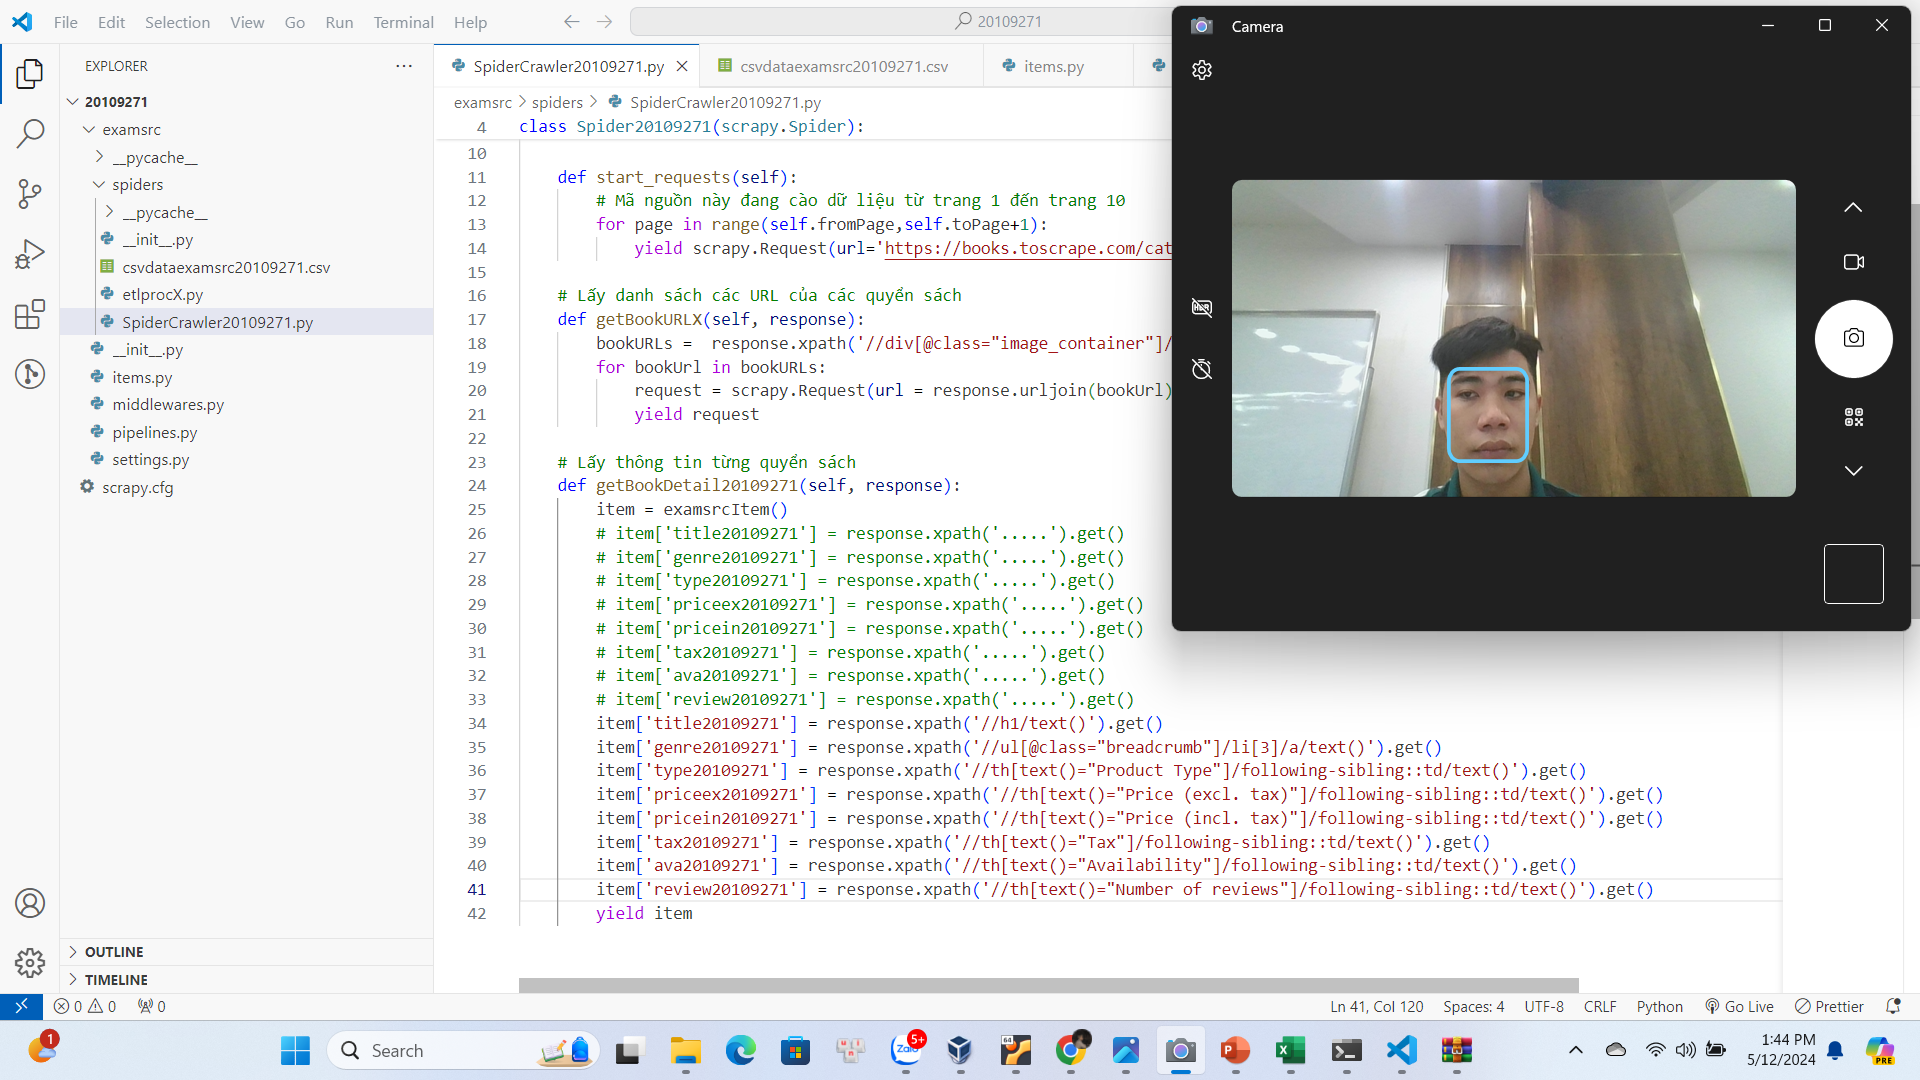 File Edit Selection View Go Run Terminal Help
20109271
Camera
EXPLORER
20109271
examsrc
__pycache__
spiders
__pycache__
__init__.py
csvdataexamsrc20109271.csv
etlprocX.py
SpiderCrawler20109271.py
__init__.py
items.py
middlewares.py
pipelines.py
settings.py
scrapy.cfg
OUTLINE
TIMELINE
SpiderCrawler20109271.py
csvdataexamsrc20109271.csv
items.py
examsrc > spiders > SpiderCrawler20109271.py
4 class Spider20109271(scrapy.Spider):
10
11 def start_requests(self):
12 # Mã nguồn này đang cào dữ liệu từ trang 1 đến trang 10
13 for page in range(self.fromPage,self.toPage+1):
14 yield scrapy.Request(url='https://books.toscrape.com/cat
15
16 # Lấy danh sách các URL của các quyển sách
17 def getBookURLX(self, response):
18 bookURLs =  response.xpath('//div[@class="image_container"]/
19 for bookUrl in bookURLs:
20 request = scrapy.Request(url = response.urljoin(bookUrl)
21 yield request
22
23 # Lấy thông tin từng quyển sách
24 def getBookDetail20109271(self, response):
25 item = examsrcItem()
26 # item['title20109271'] = response.xpath('.....').get()
27 # item['genre20109271'] = response.xpath('.....').get()
28 # item['type20109271'] = response.xpath('.....').get()
29 # item['priceex20109271'] = response.xpath('.....').get()
30 # item['pricein20109271'] = response.xpath('.....').get()
31 # item['tax20109271'] = response.xpath('.....').get()
32 # item['ava20109271'] = response.xpath('.....').get()
33 # item['review20109271'] = response.xpath('.....').get()
34 item['title20109271'] = response.xpath('//h1/text()').get()
35 item['genre20109271'] = response.xpath('//ul[@class="breadcrumb"]/li[3]/a/text()').get()
36 item['type20109271'] = response.xpath('//th[text()="Product Type"]/following-sibling::td/text()').get()
37 item['priceex20109271'] = response.xpath('//th[text()="Price (excl. tax)"]/following-sibling::td/text()').get()
38 item['pricein20109271'] = response.xpath('//th[text()="Price (incl. tax)"]/following-sibling::td/text()').get()
39 item['tax20109271'] = response.xpath('//th[text()="Tax"]/following-sibling::td/text()').get()
40 item['ava20109271'] = response.xpath('//th[text()="Availability"]/following-sibling::td/text()').get()
41 item['review20109271'] = response.xpath('//th[text()="Number of reviews"]/following-sibling::td/text()').get()
42 yield item
0 0 0
Ln 41, Col 120 Spaces: 4 UTF-8 CRLF Python Go Live Prettier
1
Search
Zalo
5+
64
PRE
1:44 PM
5/12/2024